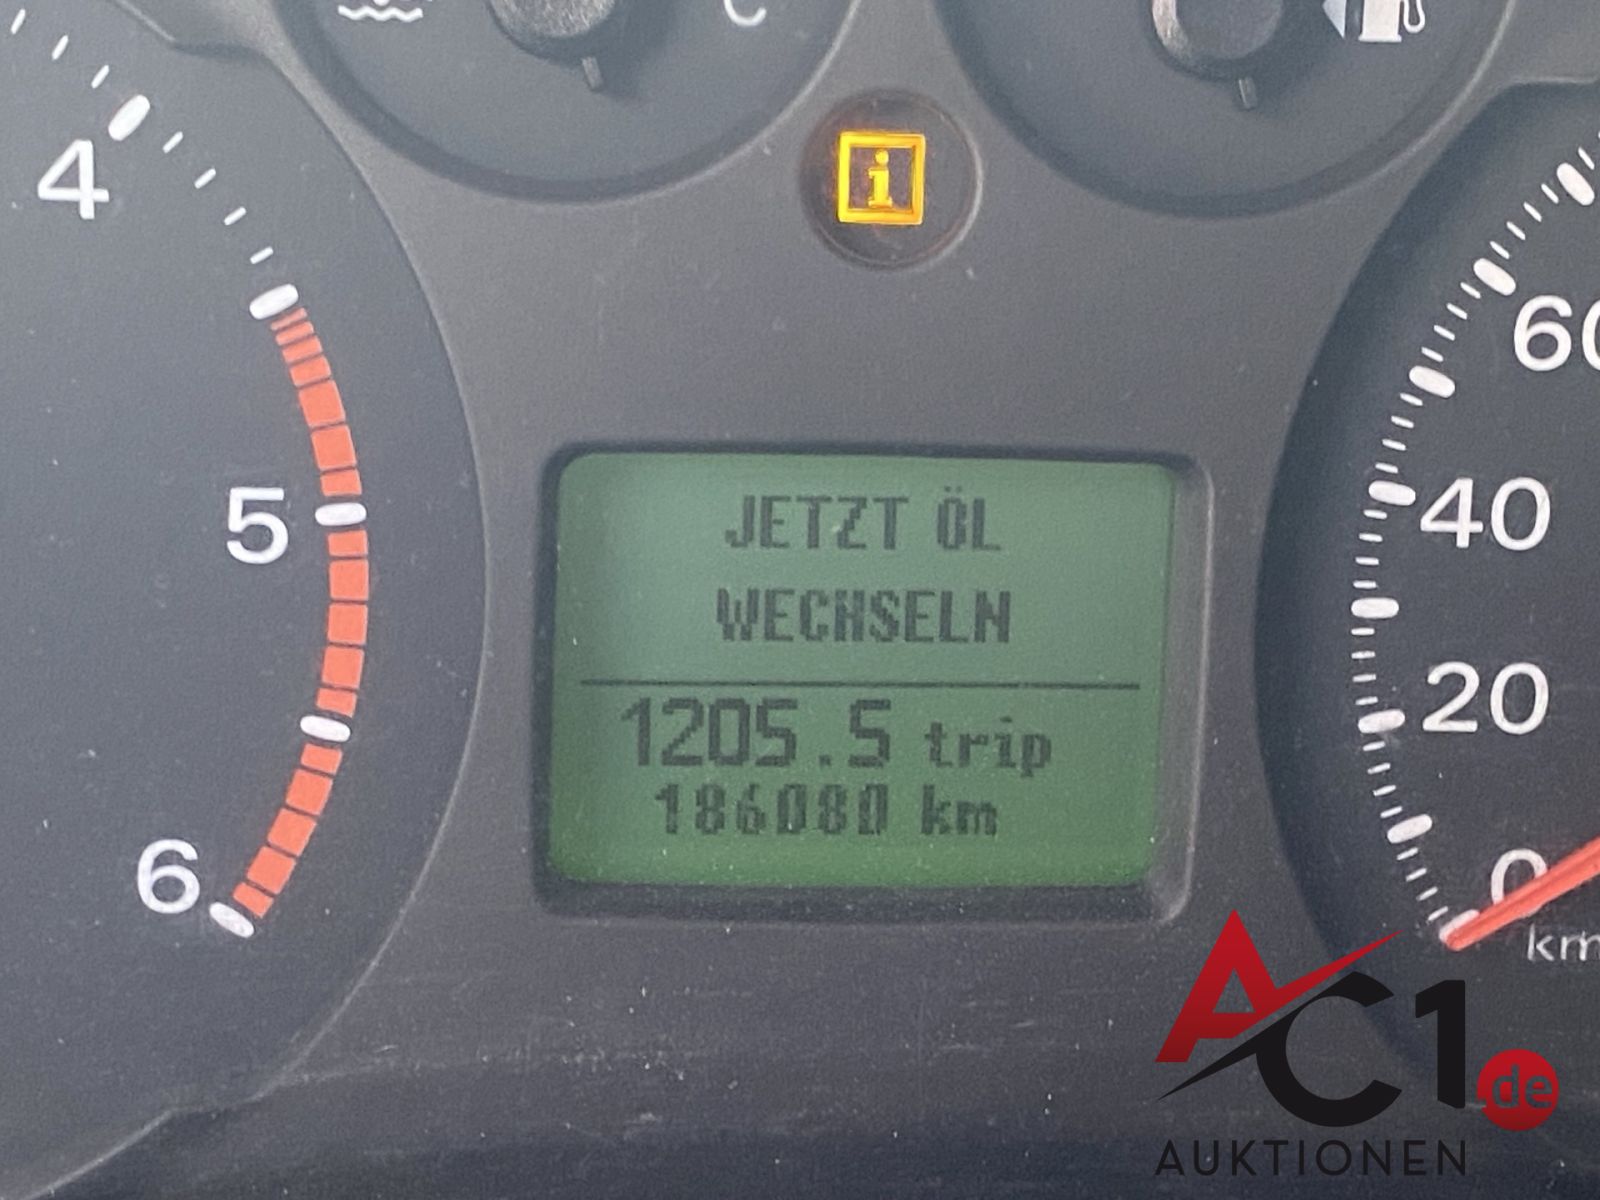 C
4
i
5
6
JETZT ÖL
WECHSELN
1205.5 trip
186080 km
60
40
20
0
km
AC1.de
AUKTIONEN